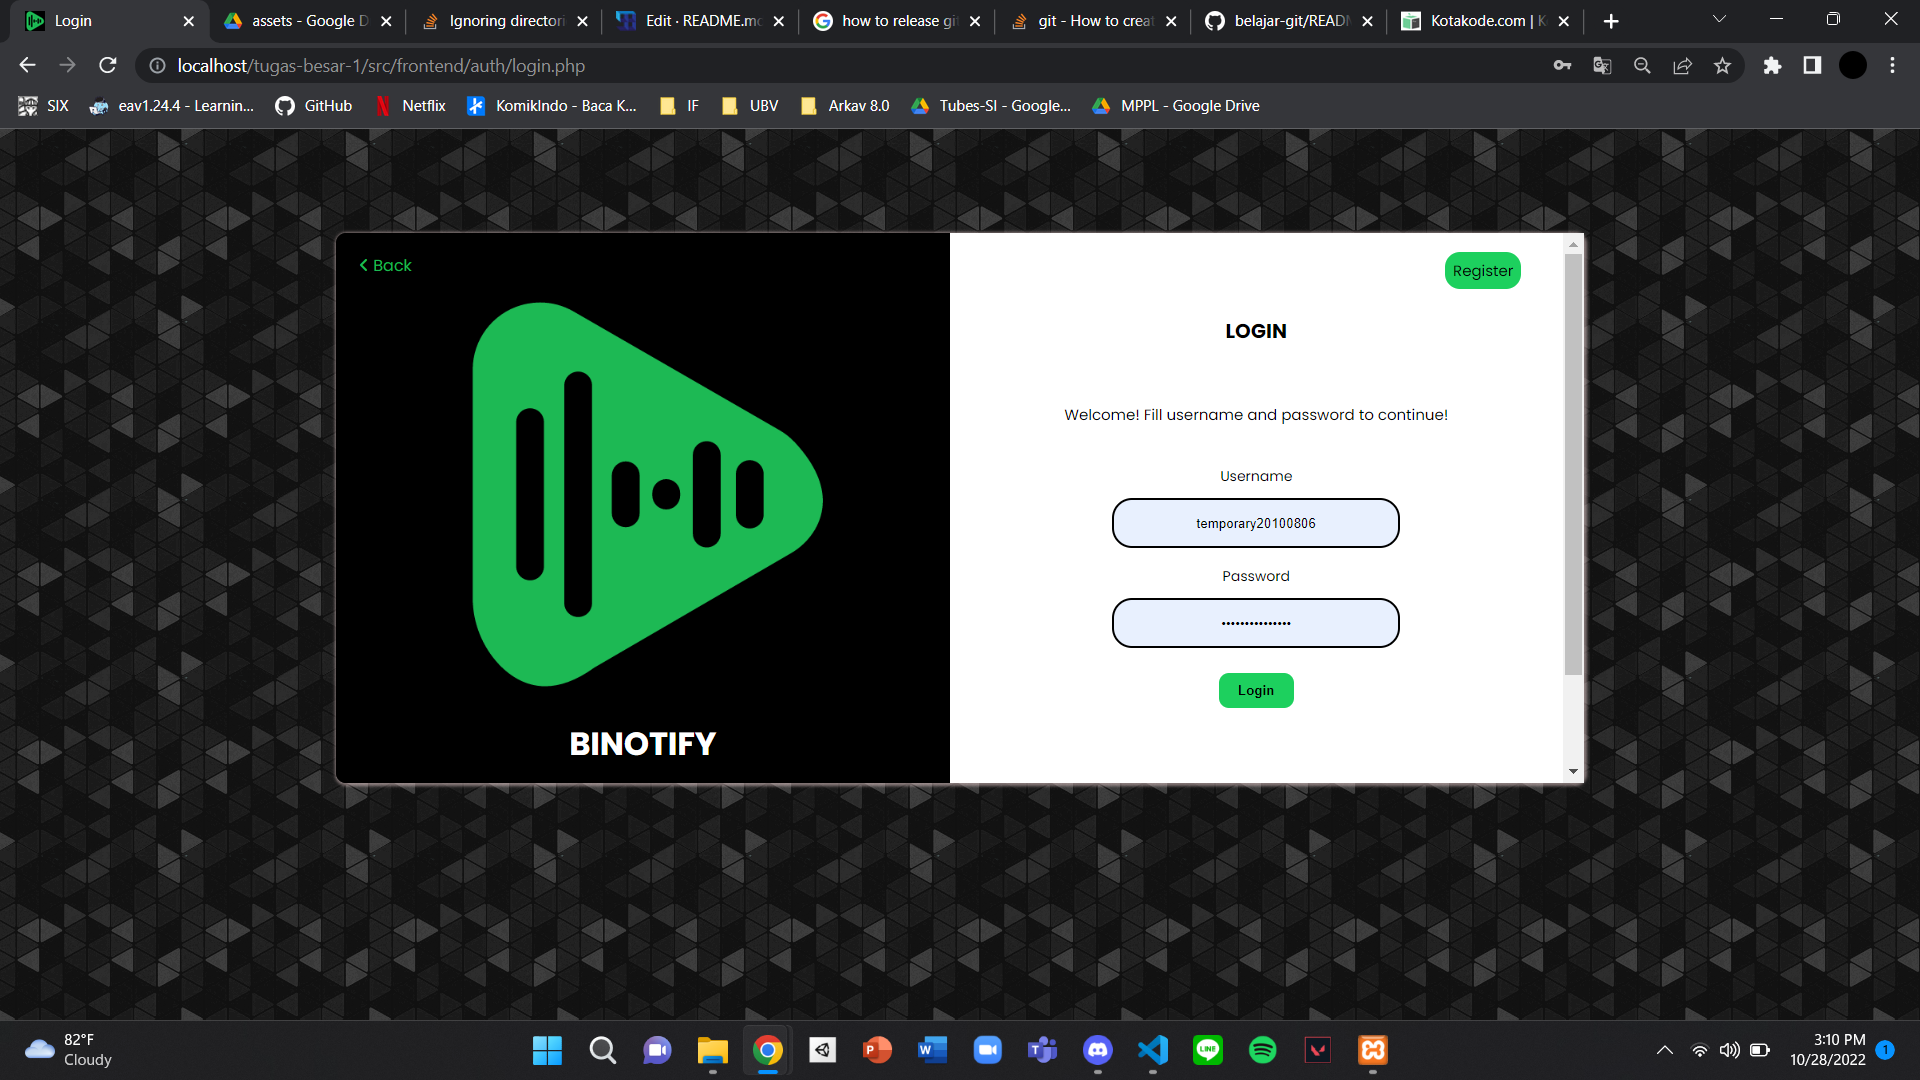 Login
assets - Google D
Ignoring directori
Edit · README.mc
how to release gi
git - How to creat
belajar-git/READM
Kotakode.com | K
localhost/tugas-besar-1/src/frontend/auth/login.php
SIX
eav1.24.4 - Learnin...
GitHub
Netflix
KomikIndo - Baca K...
IF
UBV
Arkav 8.0
Tubes-SI - Google...
MPPL - Google Drive
Back
Register
LOGIN
Welcome! Fill username and password to continue!
Username
temporary20100806
Password
•••••••••••••••
Login
BINOTIFY
82°F
Cloudy
3:10 PM
10/28/2022
1